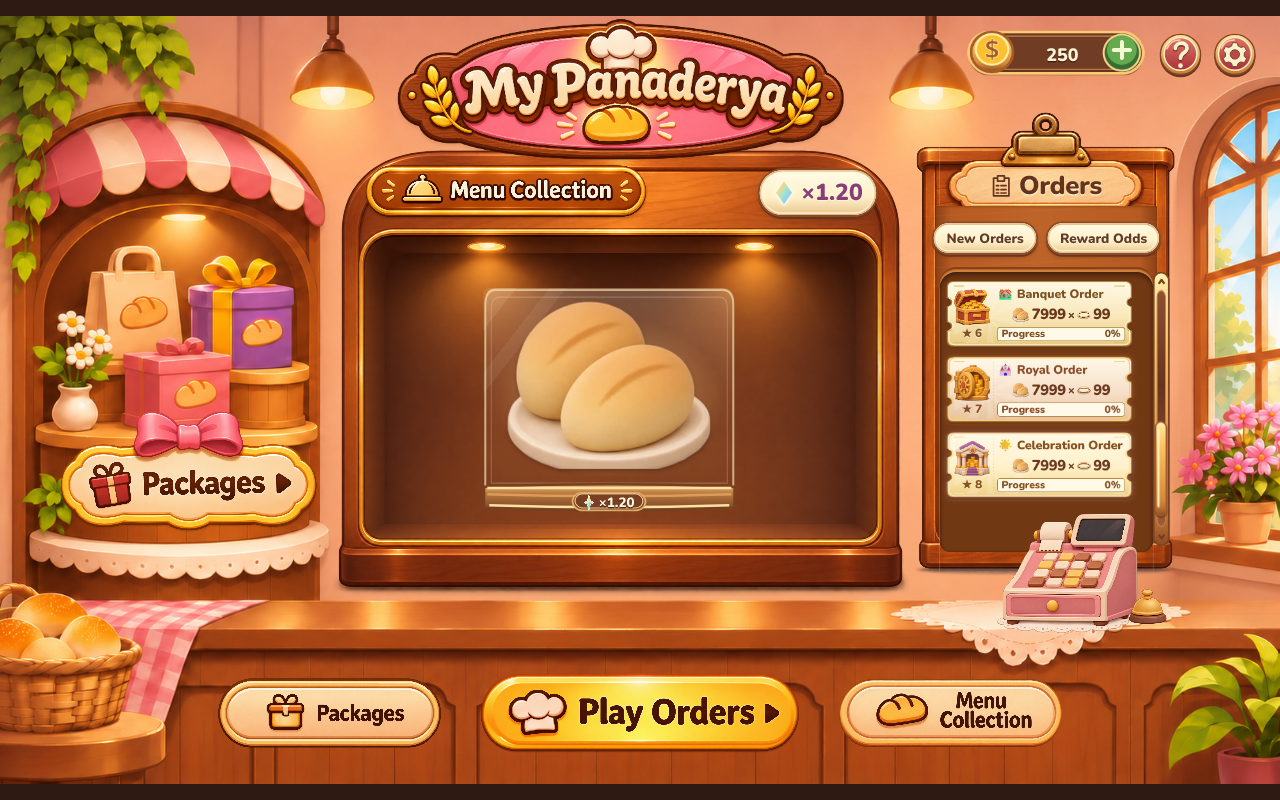 My Panaderya
$ 250 + ?
Menu Collection
×1.20
×1.20
Packages
Orders
New Orders
Reward Odds
Banquet Order
7999 × 99
★ 6
Progress 0%
Royal Order
7999 × 99
★ 7
Progress 0%
Celebration Order
7999 × 99
★ 8
Progress 0%
Packages
Play Orders
Menu
Collection